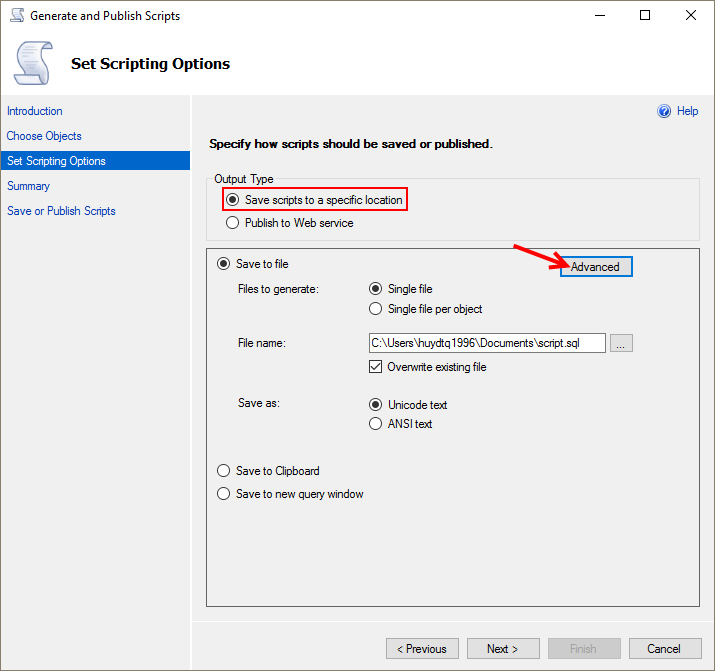 Generate and Publish Scripts
Set Scripting Options
Introduction
Choose Objects
Set Scripting Options
Summary
Save or Publish Scripts
Help
Specify how scripts should be saved or published.
Output Type
Save scripts to a specific location
Publish to Web service
Save to file
Advanced
Files to generate:
Single file
Single file per object
File name:
C:\Users\huydtq1996\Documents\script.sql
...
Overwrite existing file
Save as:
Unicode text
ANSI text
Save to Clipboard
Save to new query window
< Previous
Next >
Finish
Cancel